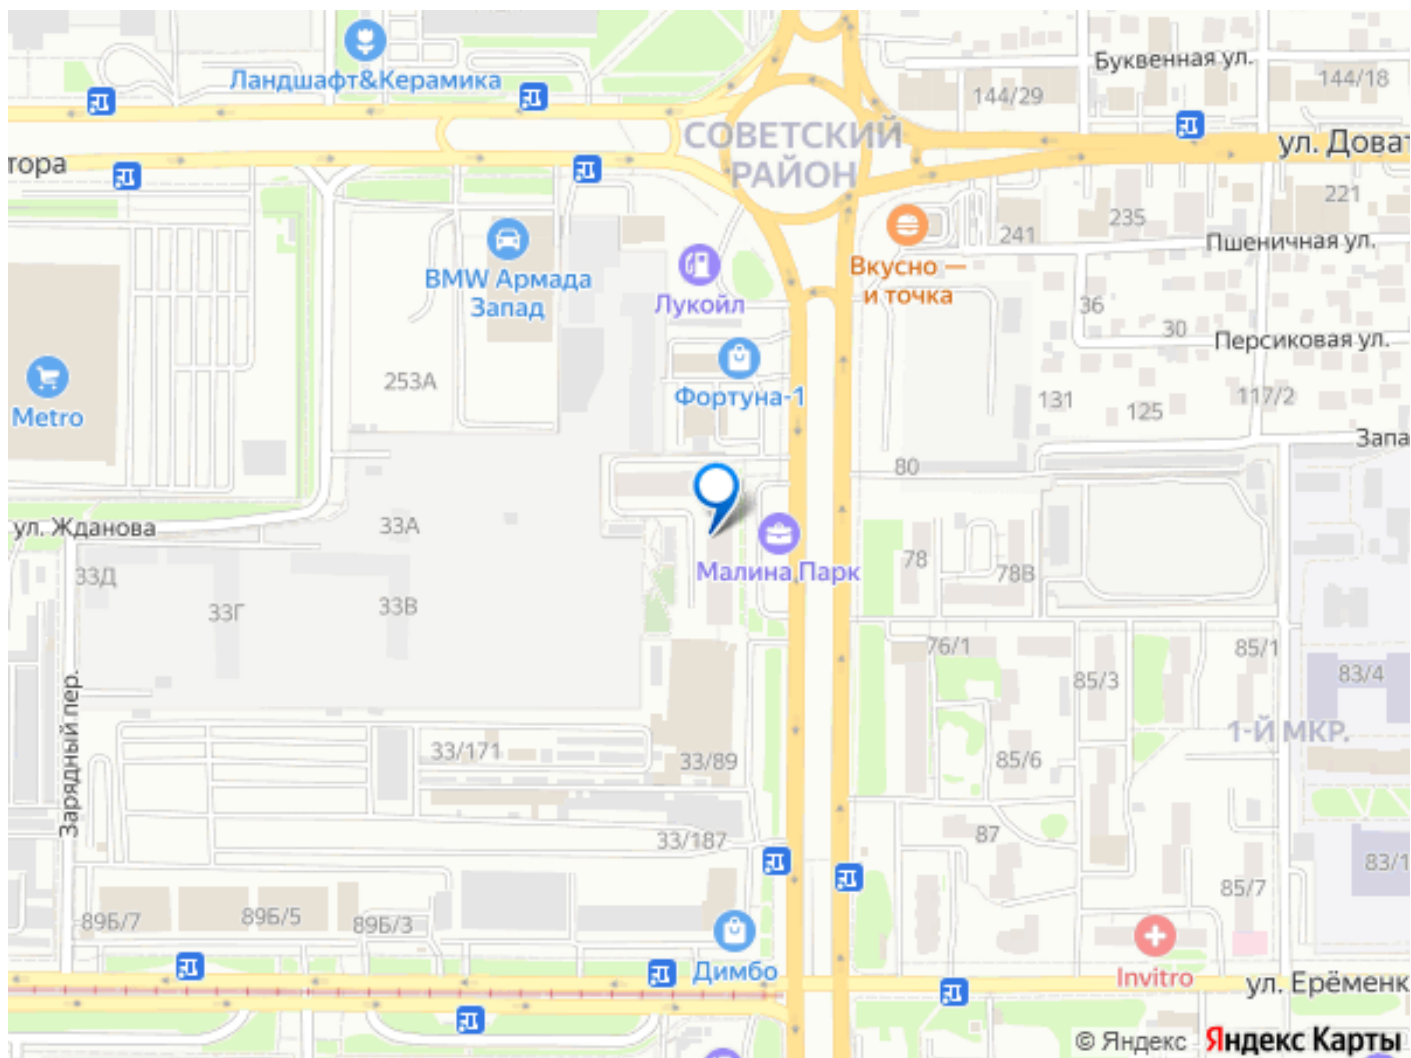 Буквенная ул.
Ландшафт&Керамика
144/18
144/29
СОВЕТСКИЙ
РАЙОН
ул. Доват
тора
221
235
241
Пшеничная ул.
BMW Армада
Запад
Лукойл
Вкусно —
и точка
36
30
Персиковая ул.
253А
Фортуна-1
Metro
131
125
117/2
Запа
80
ул. Жданова
33А
Малина Парк
78
78В
33Д
33Г
33В
76/1
85/1
85/3
83/4
Зарядный пер.
1-Й МКР.
33/171
33/89
85/6
33/187
87
83/1
85/7
89Б/7
89Б/5
89Б/3
Димбо
Invitro
ул. Ерёменк
© Яндекс Яндекс Карты